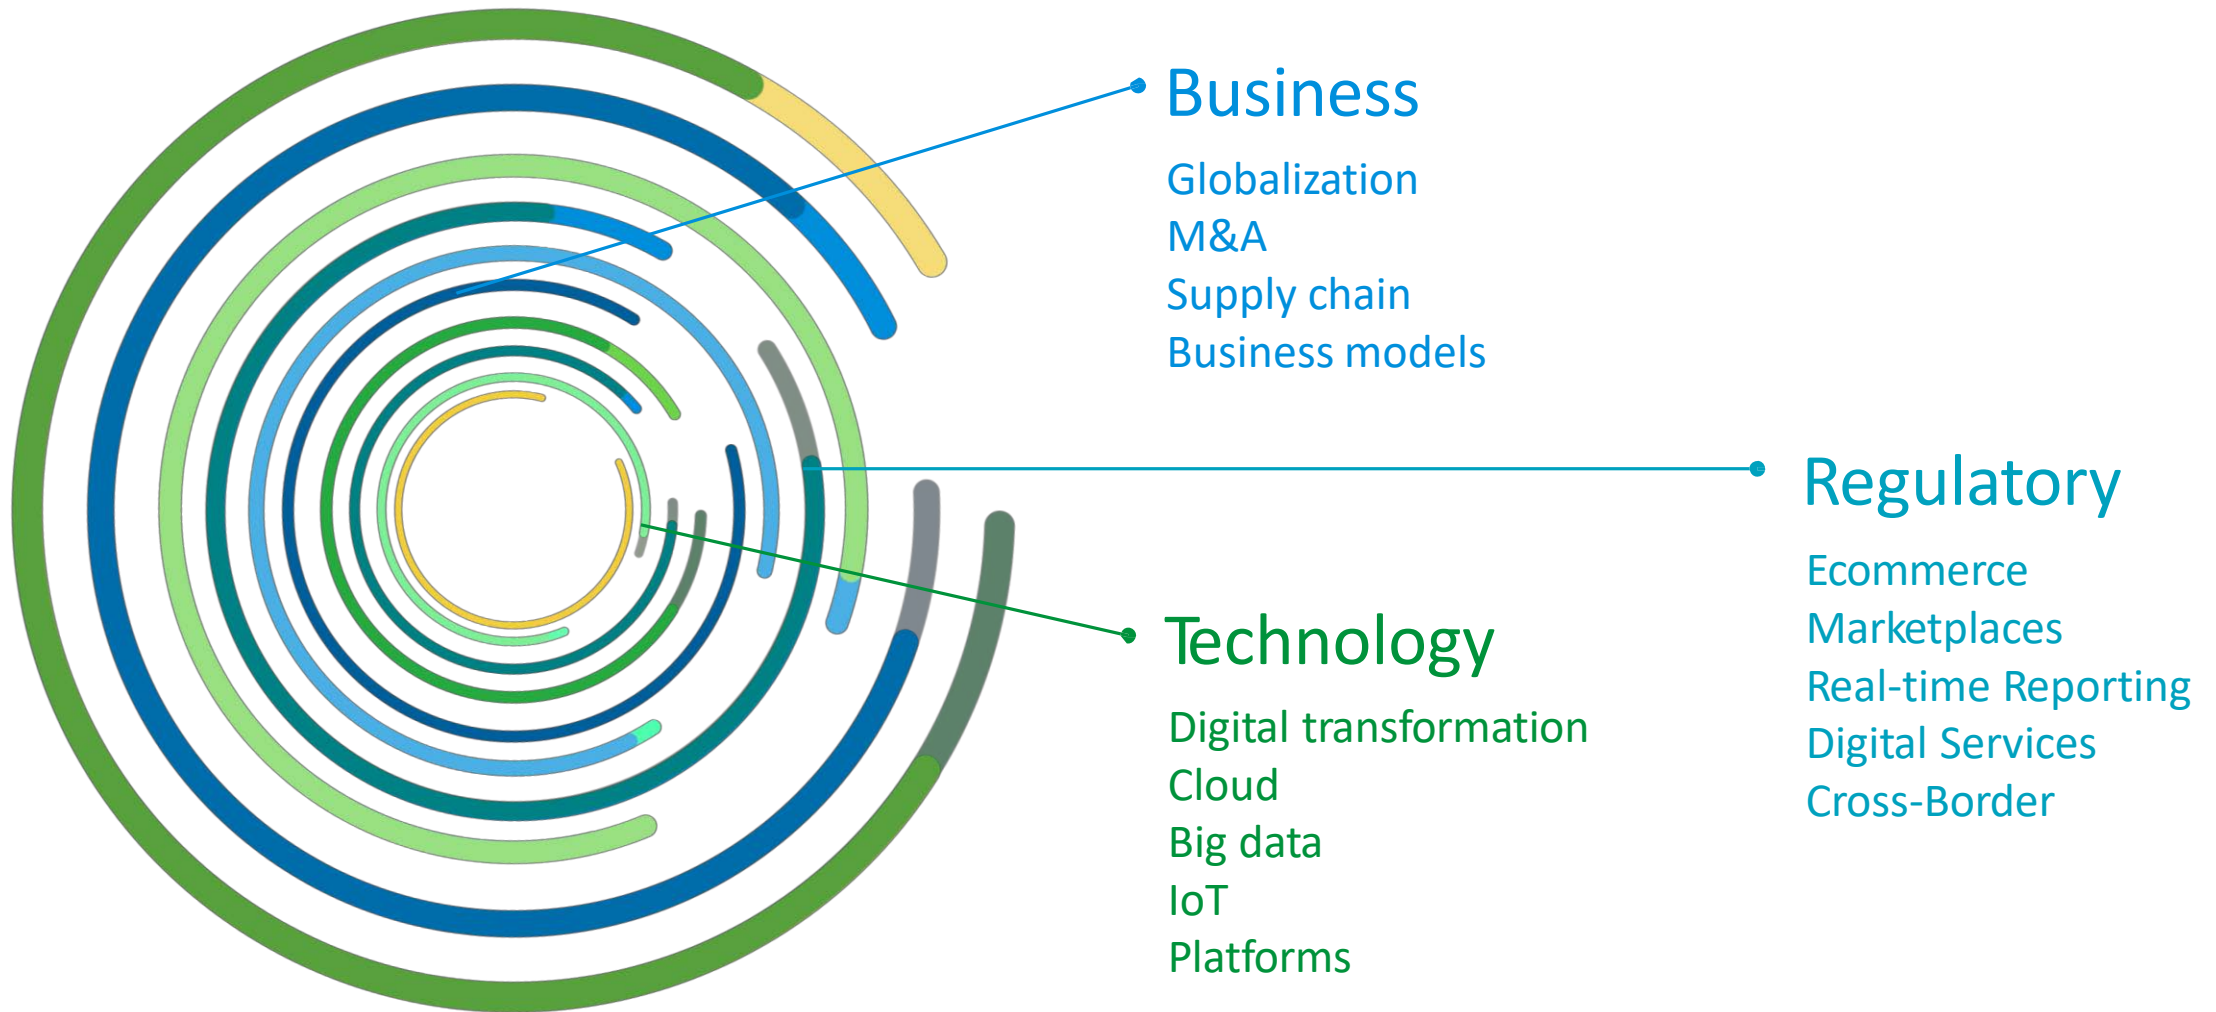 Business
Globalization
M&A
Supply chain
Business models
Regulatory
Ecommerce
Marketplaces
Real-time Reporting
Digital Services
Cross-Border
Technology
Digital transformation
Cloud
Big data
IoT
Platforms